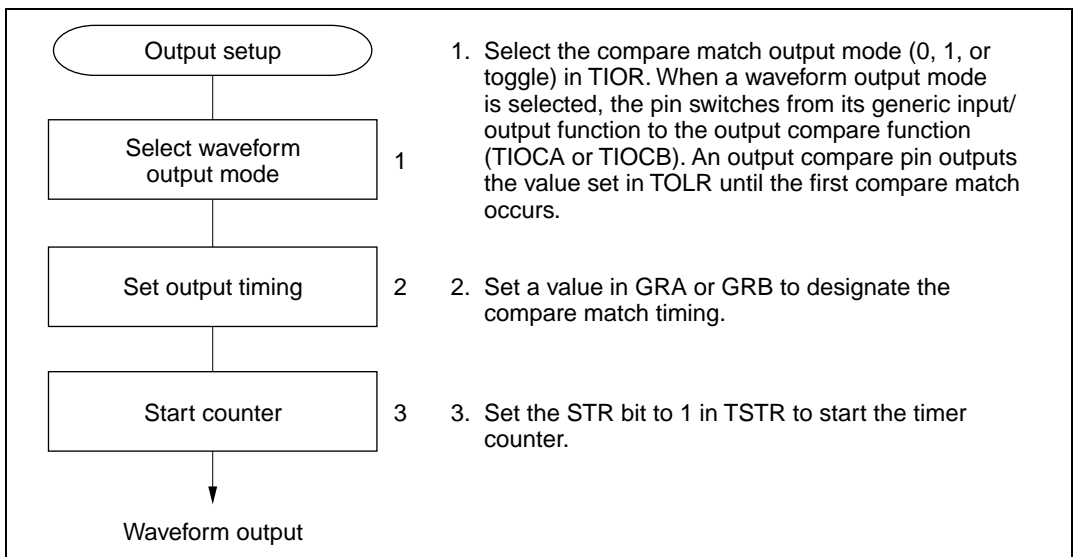 Output setup
Select waveform
output mode
1
1. Select the compare match output mode (0, 1, or
toggle) in TIOR. When a waveform output mode
is selected, the pin switches from its generic input/
output function to the output compare function
(TIOCA or TIOCB). An output compare pin outputs
the value set in TOLR until the first compare match
occurs.
Set output timing
2
2. Set a value in GRA or GRB to designate the
compare match timing.
Start counter
3
3. Set the STR bit to 1 in TSTR to start the timer
counter.
Waveform output